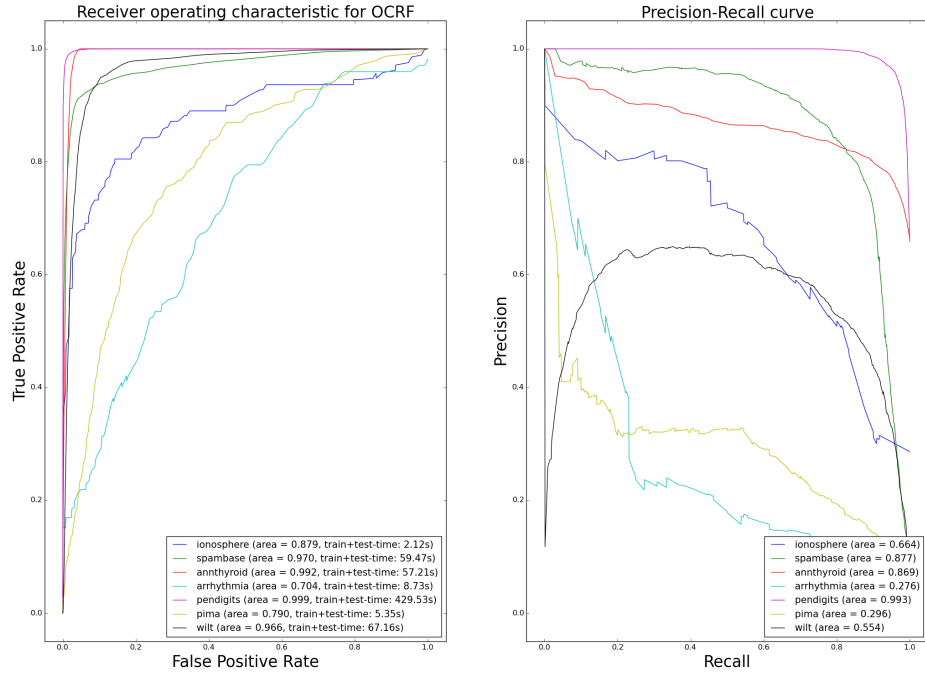 Receiver operating characteristic for OCRF
True Positive Rate
1.0
0.8
0.6
0.4
0.2
0.0
0.0 0.2 0.4 0.6 0.8 1.0
False Positive Rate
ionosphere (area = 0.879, train+test-time: 2.12s)
spambase (area = 0.970, train+test-time: 59.47s)
annthyroid (area = 0.992, train+test-time: 57.21s)
arrhythmia (area = 0.704, train+test-time: 8.73s)
pendigits (area = 0.999, train+test-time: 429.53s)
pima (area = 0.790, train+test-time: 5.35s)
wilt (area = 0.966, train+test-time: 67.16s)
Precision-Recall curve
Precision
1.0
0.8
0.6
0.4
0.2
0.0
0.0 0.2 0.4 0.6 0.8 1.0
Recall
ionosphere (area = 0.664)
spambase (area = 0.877)
annthyroid (area = 0.869)
arrhythmia (area = 0.276)
pendigits (area = 0.993)
pima (area = 0.296)
wilt (area = 0.554)